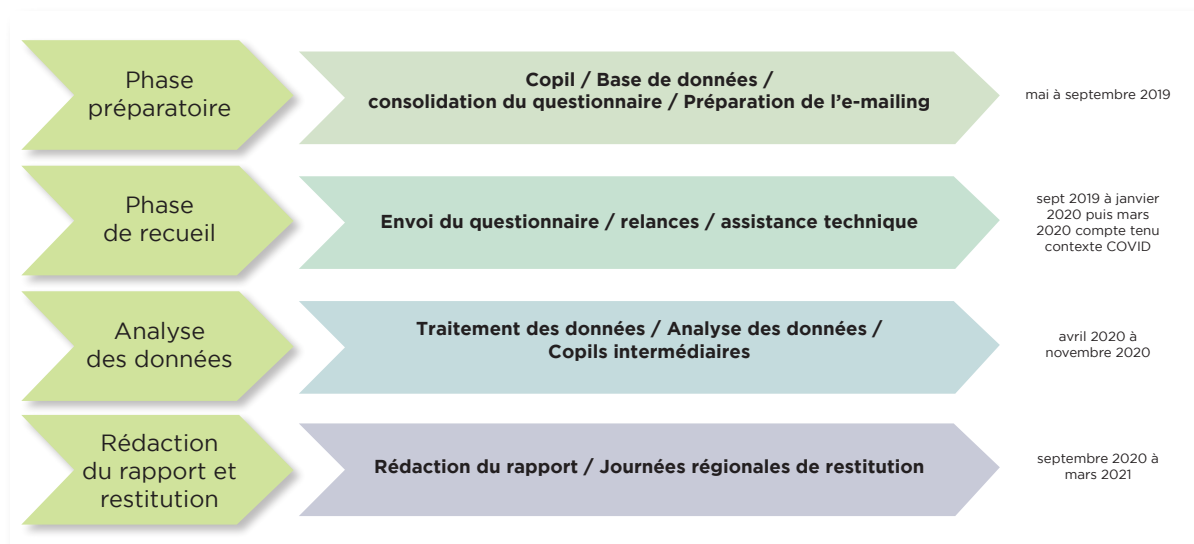 Phase
préparatoire
Copil / Base de données /
consolidation du questionnaire / Préparation de l'e-mailing
mai à septembre 2019
Phase
de recueil
Envoi du questionnaire / relances / assistance technique
sept 2019 à janvier
2020 puis mars
2020 compte tenu
contexte COVID
Analyse
des données
Traitement des données / Analyse des données /
Copils intermédiaires
avril 2020 à
novembre 2020
Rédaction
du rapport et
restitution
Rédaction du rapport / Journées régionales de restitution
septembre 2020 à
mars 2021